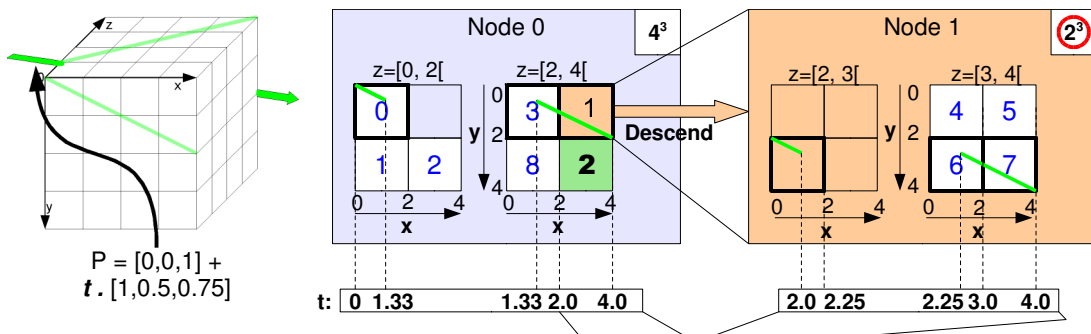 z
0
x
y
P = [0,0,1] +
t . [1,0.5,0.75]
Node 0
4³
z=[0, 2[
z=[2, 4[
0
1
2
3
1
8
2
0
2
4
y
0 2 4
x
0 2 4
x
Descend
Node 1
2³
z=[2, 3[
z=[3, 4[
4 5
6 7
0
2
4
y
0 2 4
x
0 2 4
x
t: 0 1.33 1.33 2.0 4.0
2.0 2.25 2.25 3.0 4.0